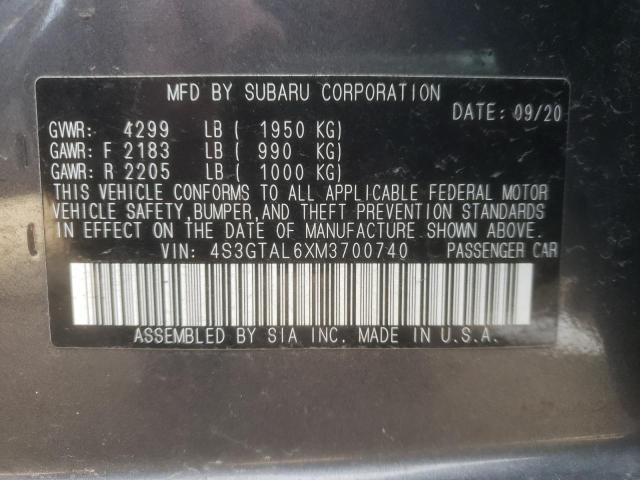 MFD BY SUBARU CORPORATION
DATE: 09/20
GVWR: 4299 LB ( 1950 KG)
GAWR: F 2183 LB ( 990 KG)
GAWR: R 2205 LB ( 1000 KG)
THIS VEHICLE CONFORMS TO ALL APPLICABLE FEDERAL MOTOR
VEHICLE SAFETY, BUMPER, AND THEFT PREVENTION STANDARDS
IN EFFECT ON THE DATE OF MANUFACTURE SHOWN ABOVE.
VIN: 4S3GTAL6XM3700740 PASSENGER CAR
ASSEMBLED BY SIA INC. MADE IN U.S.A.